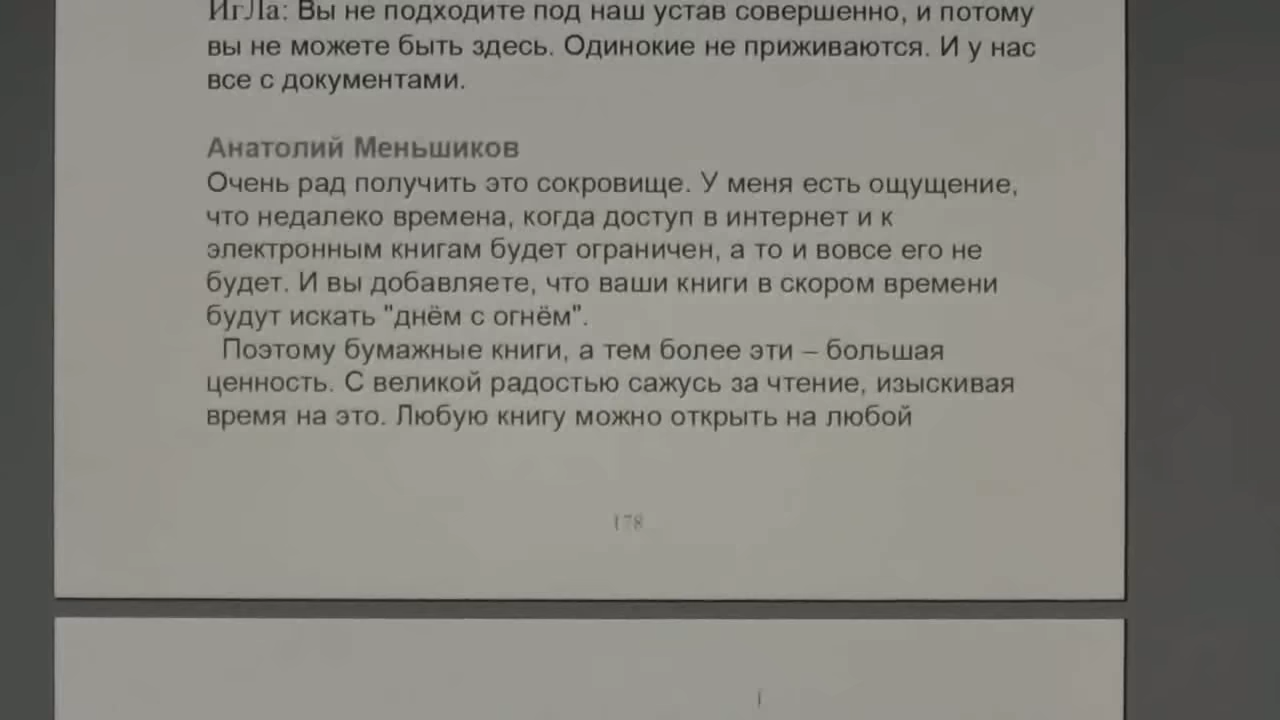 ИгЛа: Вы не подходите под наш устав совершенно, и потому
вы не можете быть здесь. Одинокие не приживаются. И у нас
все с документами.
Анатолий Меньшиков
Очень рад получить это сокровище. У меня есть ощущение,
что недалеко времена, когда доступ в интернет и к
электронным книгам будет ограничен, а то и вовсе его не
будет. И вы добавляете, что ваши книги в скором времени
будут искать "днём с огнём".
Поэтому бумажные книги, а тем более эти – большая
ценность. С великой радостью сажусь за чтение, изыскивая
время на это. Любую книгу можно открыть на любой
178